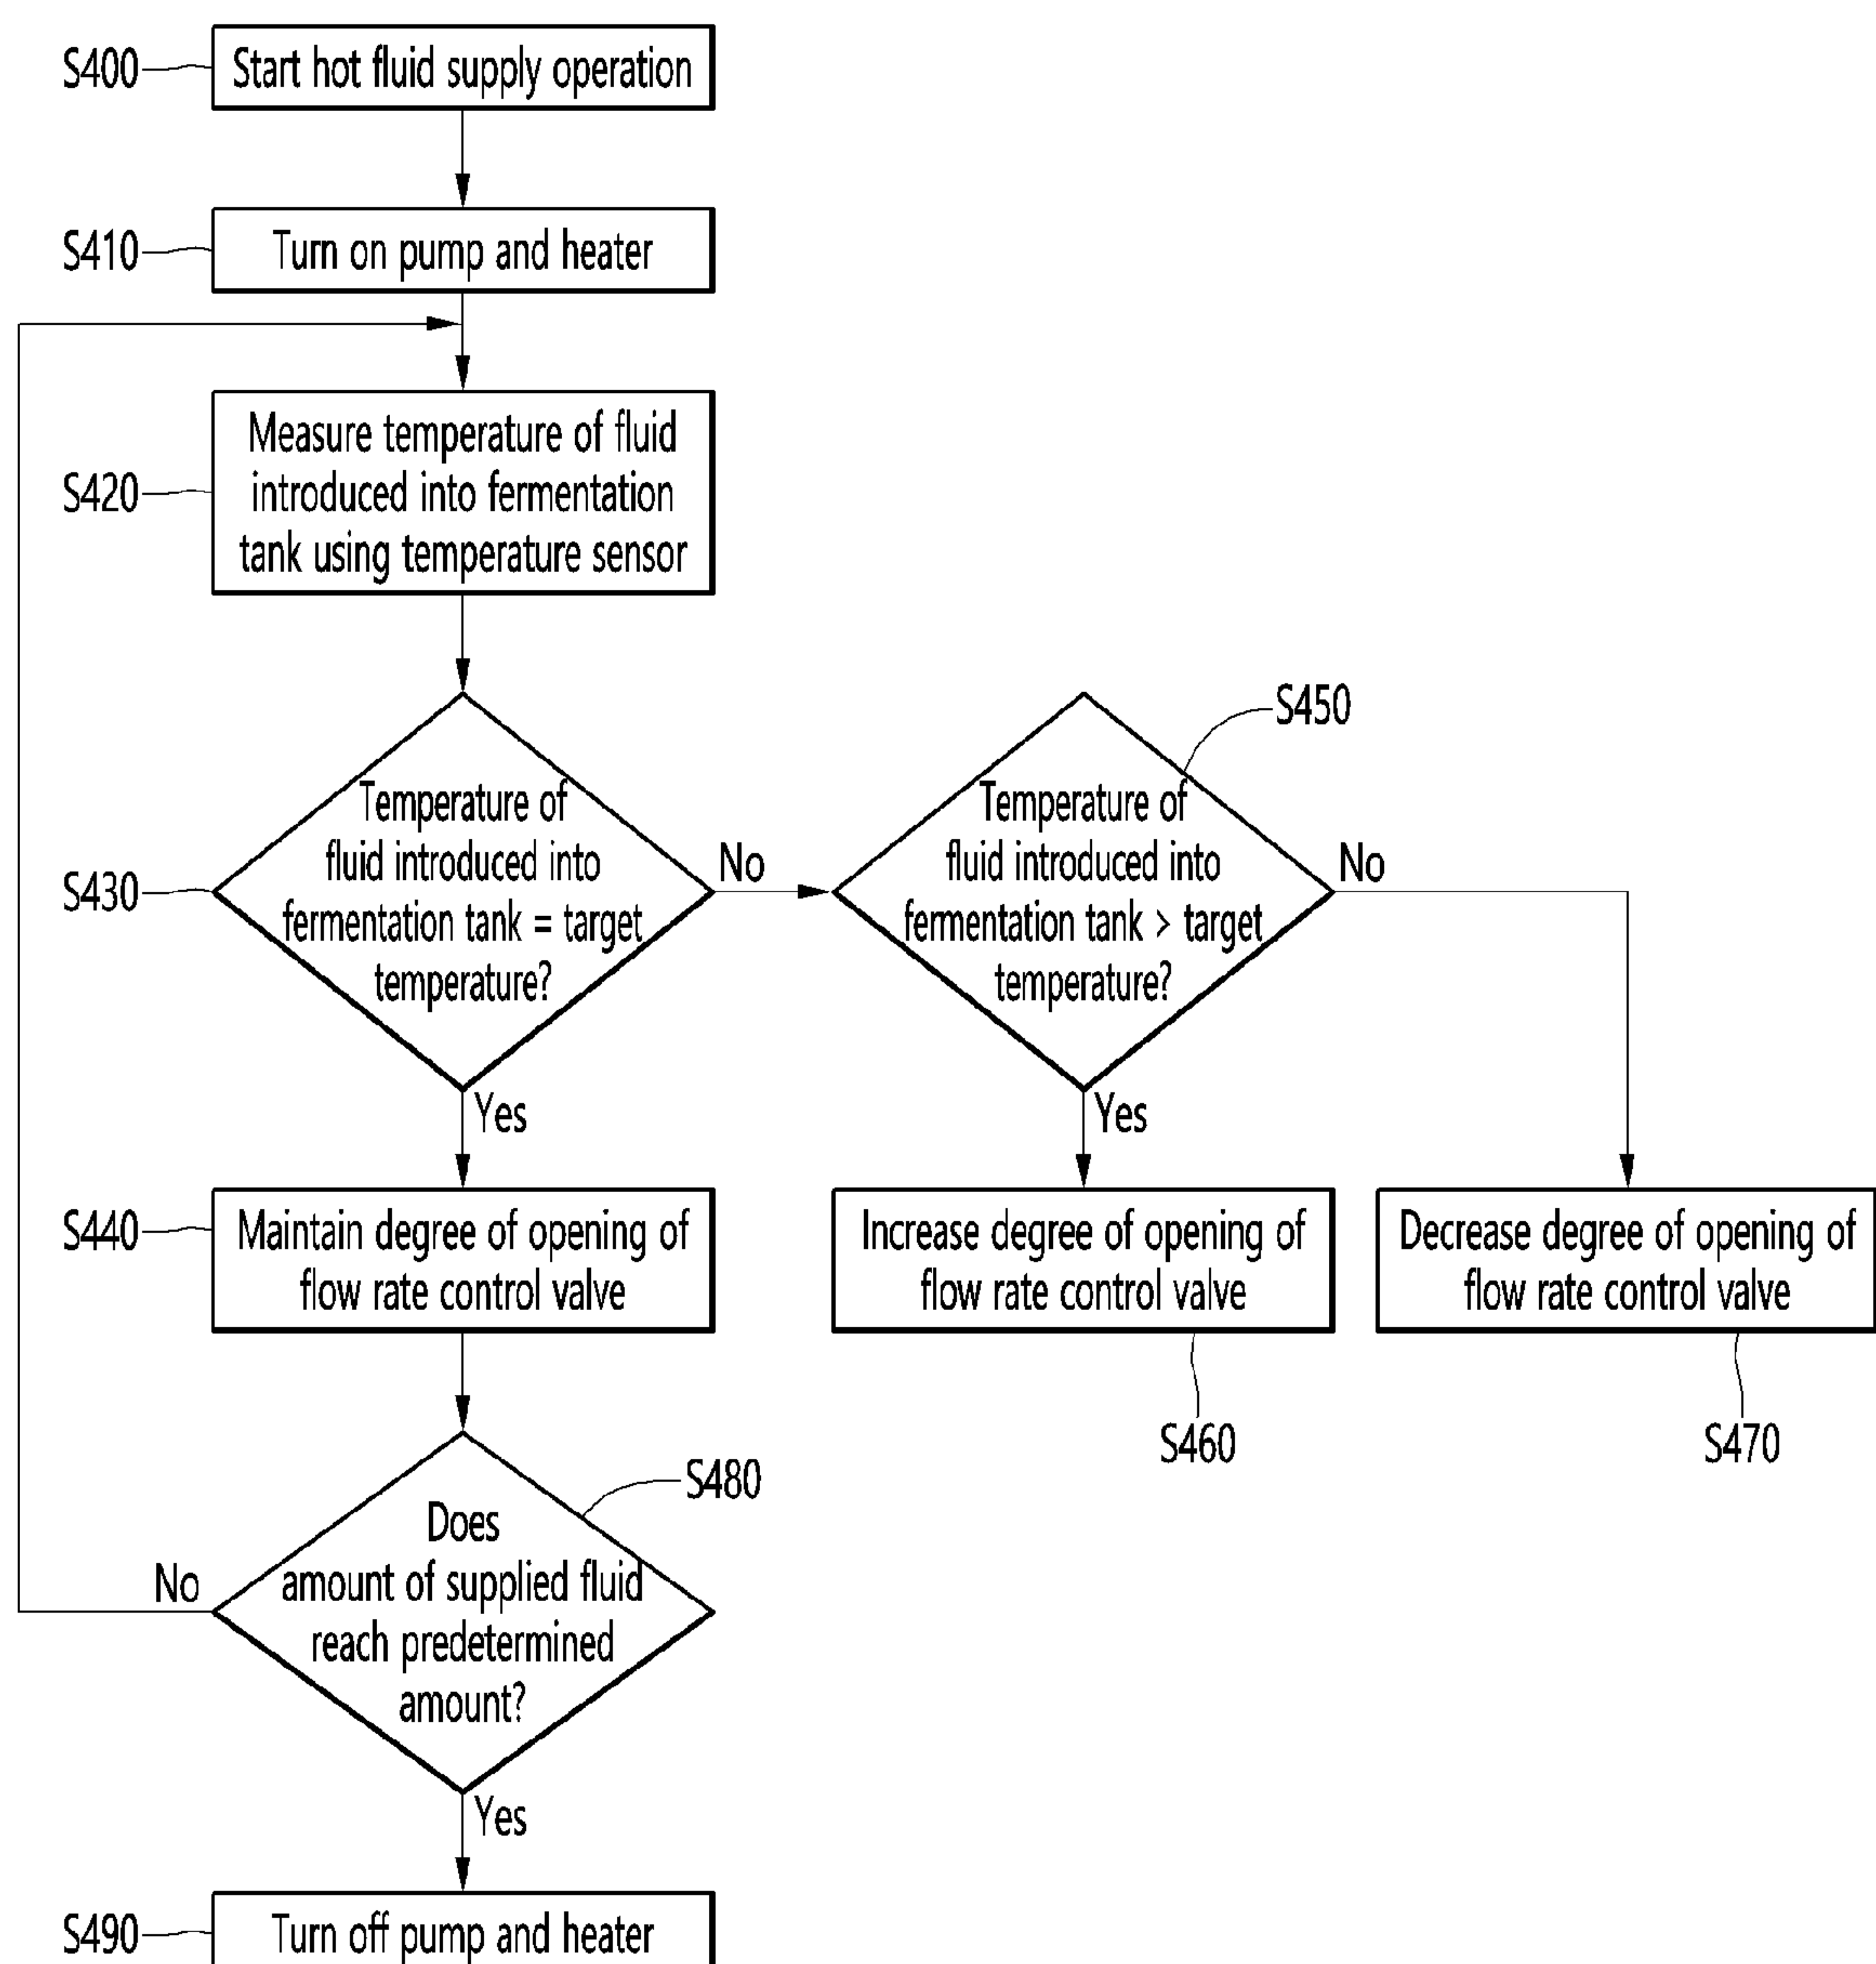 S400
Start hot fluid supply operation
S410
Turn on pump and heater
S420
Measure temperature of fluid
introduced into fermentation
tank using temperature sensor
S430
Temperature of
fluid introduced into
fermentation tank = target
temperature?
No
Yes
S450
Temperature of
fluid introduced into
fermentation tank > target
temperature?
No
Yes
S440
Maintain degree of opening of
flow rate control valve
Increase degree of opening of
flow rate control valve
S460
Decrease degree of opening of
flow rate control valve
S470
S480
Does
amount of supplied fluid
reach predetermined
amount?
No
Yes
S490
Turn off pump and heater